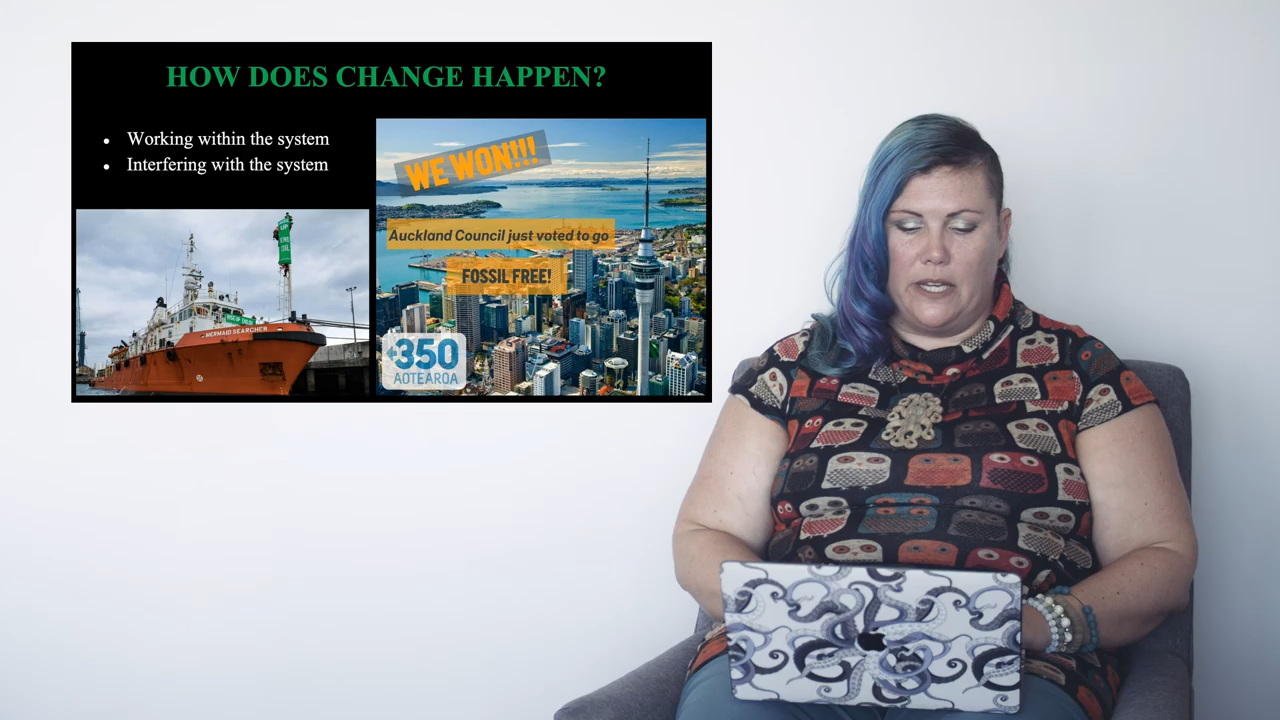 HOW DOES CHANGE HAPPEN?
Working within the system
Interfering with the system
WE WON!!!
Auckland Council just voted to go
FOSSIL FREE!
+350
AOTEAROA
MERMAID SEARCHER